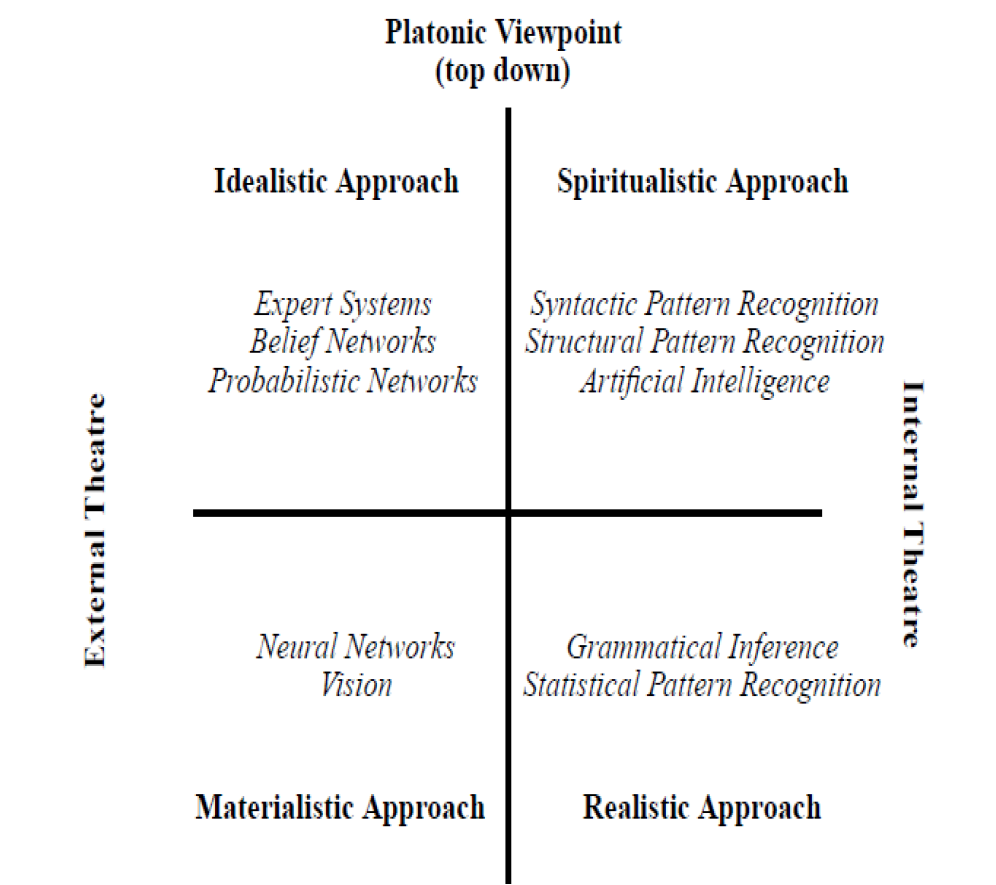 Platonic Viewpoint
(top down)
Idealistic Approach
Spiritualistic Approach
Expert Systems
Belief Networks
Probabilistic Networks
Syntactic Pattern Recognition
Structural Pattern Recognition
Artificial Intelligence
External Theatre
Internal Theatre
Neural Networks
Vision
Grammatical Inference
Statistical Pattern Recognition
Materialistic Approach
Realistic Approach